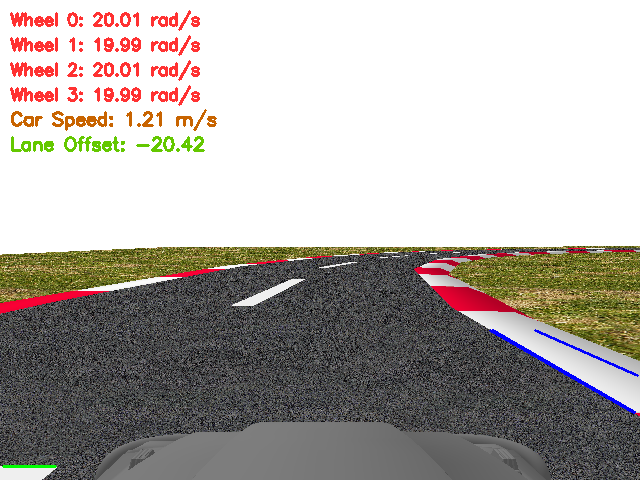 Wheel 0: 20.01 rad/s
Wheel 1: 19.99 rad/s
Wheel 2: 20.01 rad/s
Wheel 3: 19.99 rad/s
Car Speed: 1.21 m/s
Lane Offset: -20.42